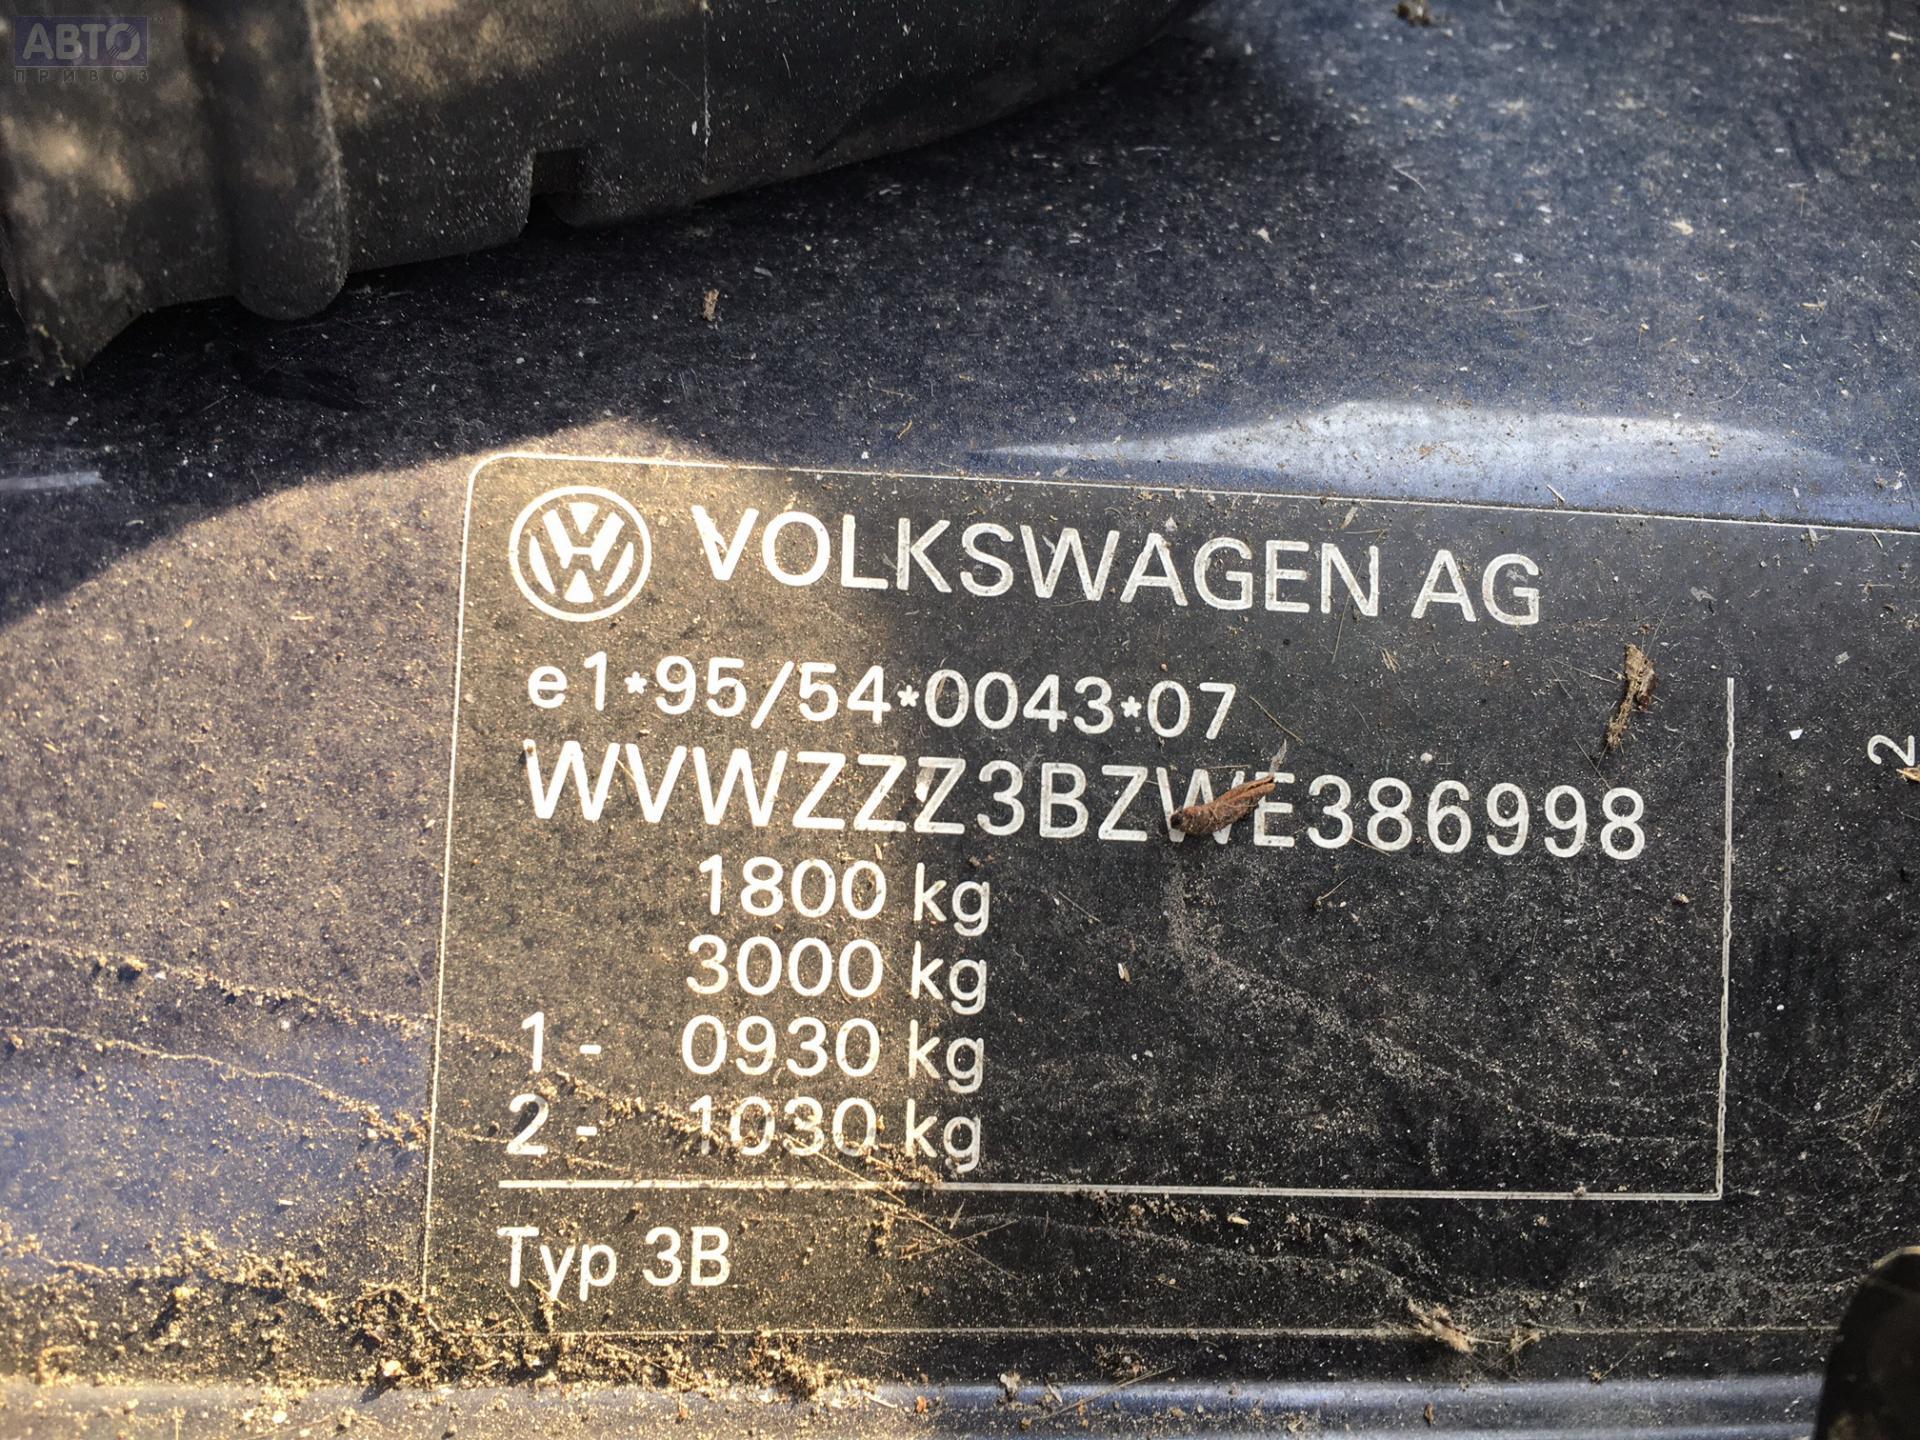 АВТО
ПРИВОЗ
VOLKSWAGEN AG
e1*95/54*0043*07
WVWZZZ3BZWE386998
1800 kg
3000 kg
1 - 0930 kg
2 - 1030 kg
Typ 3B
2